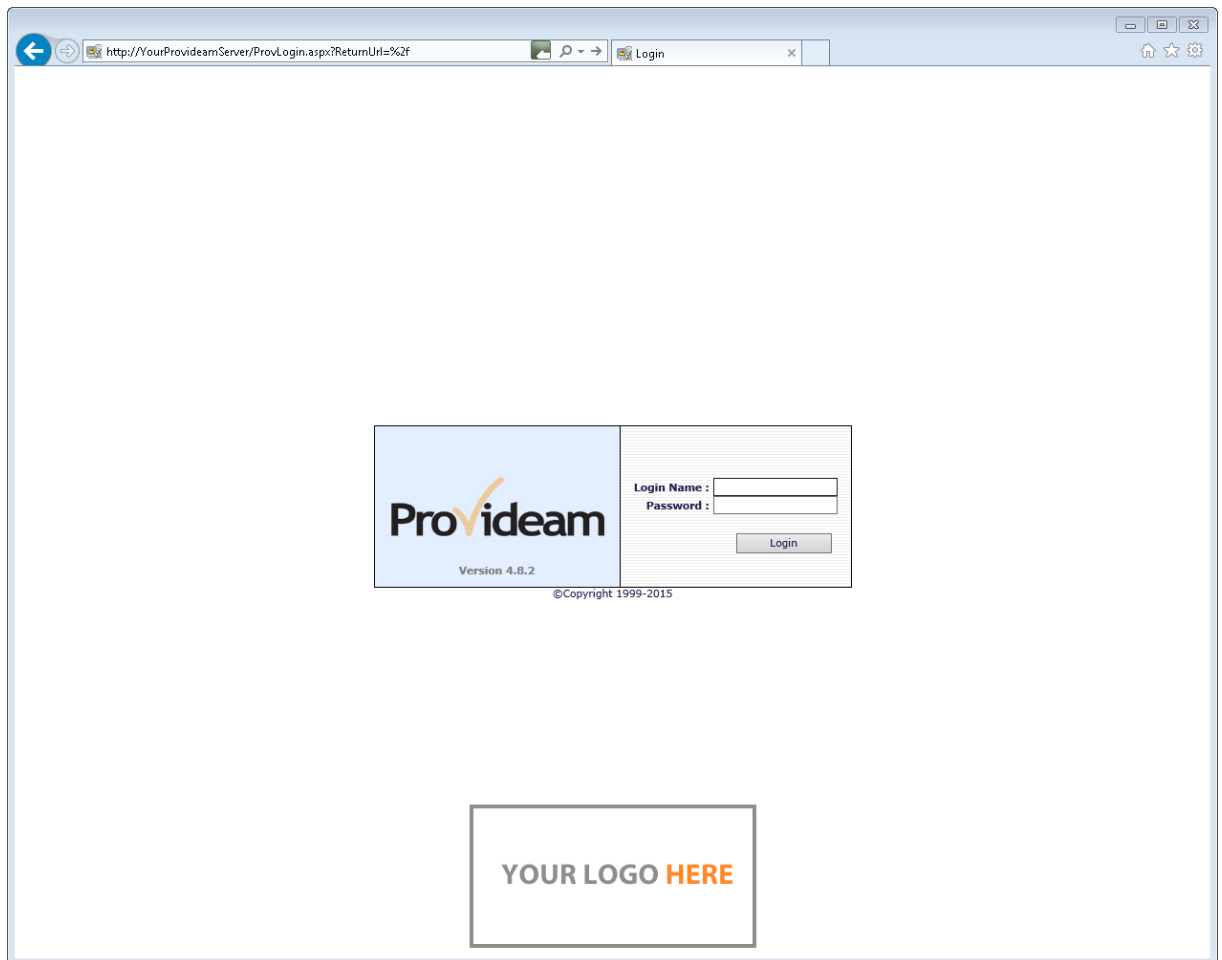 http://YourProvideamServer/ProvLogin.aspx?ReturnUrl=%2f
Login
Provideam
Version 4.8.2
Login Name :
Password :
Login
©Copyright 1999-2015
YOUR LOGO HERE